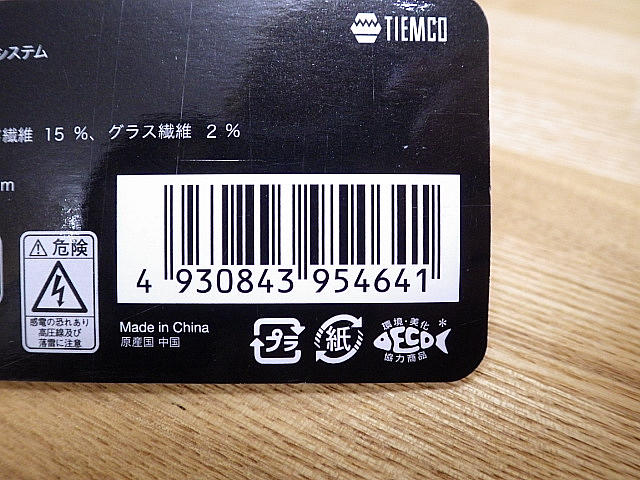 TIEMCO
システム
繊維 15 %、グラス繊維 2 %
m
4 930843 954641
危険
感電の恐れあり
高圧線及び
落雷に注意
Made in China
原産国 中国
プラ
紙
環境・美化
ECO*
協力商品